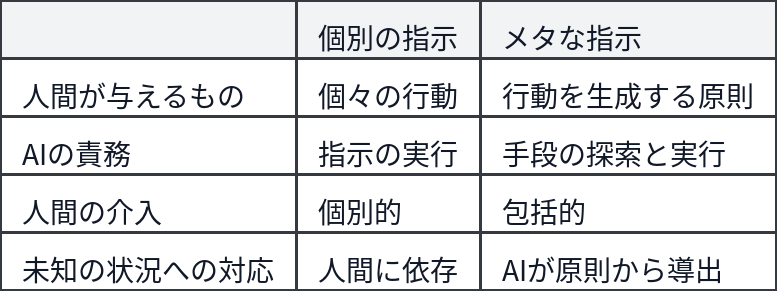 個別の指示 メタな指示
人間が与えるもの 個々の行動 行動を生成する原則
AIの責務 指示の実行 手段の探索と実行
人間の介入 個別的 包括的
未知の状況への対応 人間に依存 AIが原則から導出